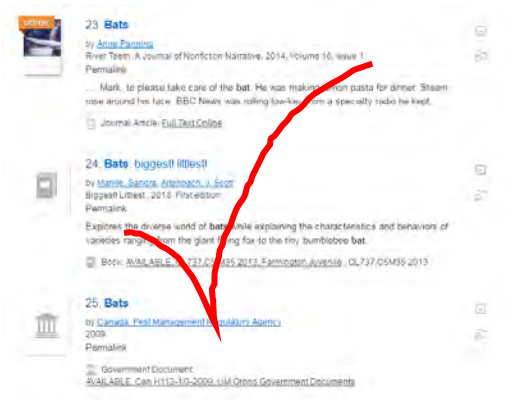 23. Bats
by Anne Panning
River Teeth: A Journal of Nonfiction Narrative, 2014, Volume 16, Issue 1
Permalink
... Mark, to please take care of the bat. He was making lemon pasta for dinner. Steam
rose around his face. BBC News was rolling low-key from a specialty radio he kept.
Journal Article: Full Text Online
24. Bats: biggest! littlest!
by Markle, Sandra, J. Scott
Biggest! Littlest!, 2013, First edition
Permalink
Explores the diverse world of bats while explaining the characteristics and behaviors of
varieties ranging from the giant flying fox to the tiny bumblebee bat.
Book: AVAILABLE, QL737.C5M35 2013, Farmington Juvenile, QL737.C5M35 2013
25. Bats
by Canada. Pest Management Regulatory Agency
2009
Permalink
Government Document
AVAILABLE, Can H113-1/3-2009, UM Orono Government Documents